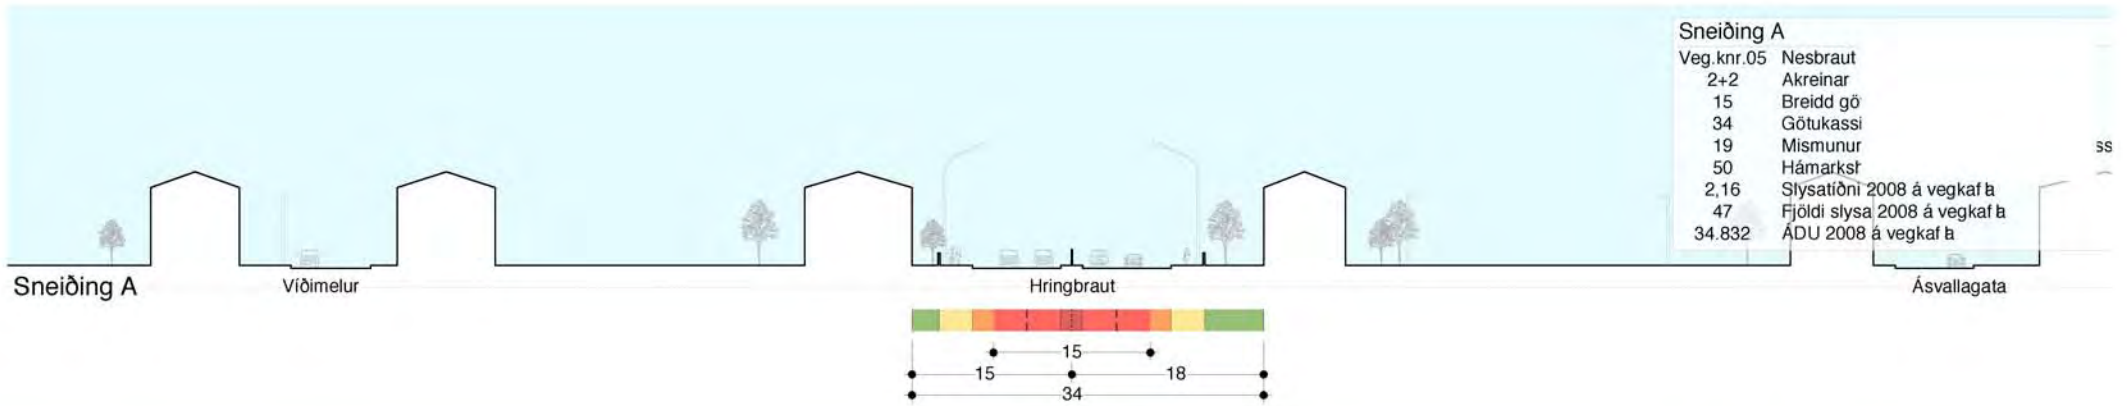 Sneiðing A
Veg.knr.05 Nesbraut
2+2 Akreinar
15 Breidd gö
34 Götukassi
19 Mismunur
ss
50
2,16 Slysatíðni 2008 á vegkafla
47 Fjöldi slysa 2008 á vegkafla
34.832 ÁDU 2008 á vegkafla
Sneiðing A
Víðimelur
Hringbraut
Ásvallagata
15
15 18
34